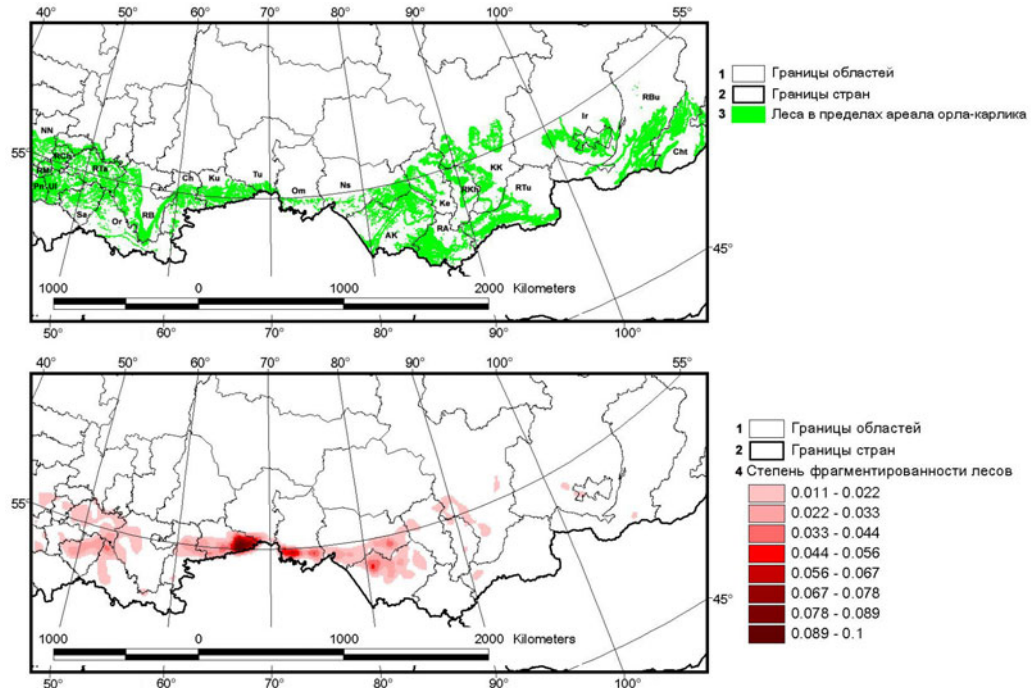 40° 50° 60° 70° 80° 90° 100° 55°
NN
RCh
RM
RTa
Pn Ul
Sa
Or
RB
Ch
Ku
Tu
Om
Ns
AK
Ke
RA
RKh
KK
RTu
Ir
RBu
Cht
55°
45°
1000 0 1000 2000 Kilometers
50° 60° 70° 80° 90° 100°
1 Границы областей
2 Границы стран
3 Леса в пределах ареала орла-карлика
40° 50° 60° 70° 80° 90° 100° 55°
55°
45°
1000 0 1000 2000 Kilometers
50° 60° 70° 80° 90° 100°
1 Границы областей
2 Границы стран
4 Степень фрагментированности лесов
0.011 - 0.022
0.022 - 0.033
0.033 - 0.044
0.044 - 0.056
0.056 - 0.067
0.067 - 0.078
0.078 - 0.089
0.089 - 0.1